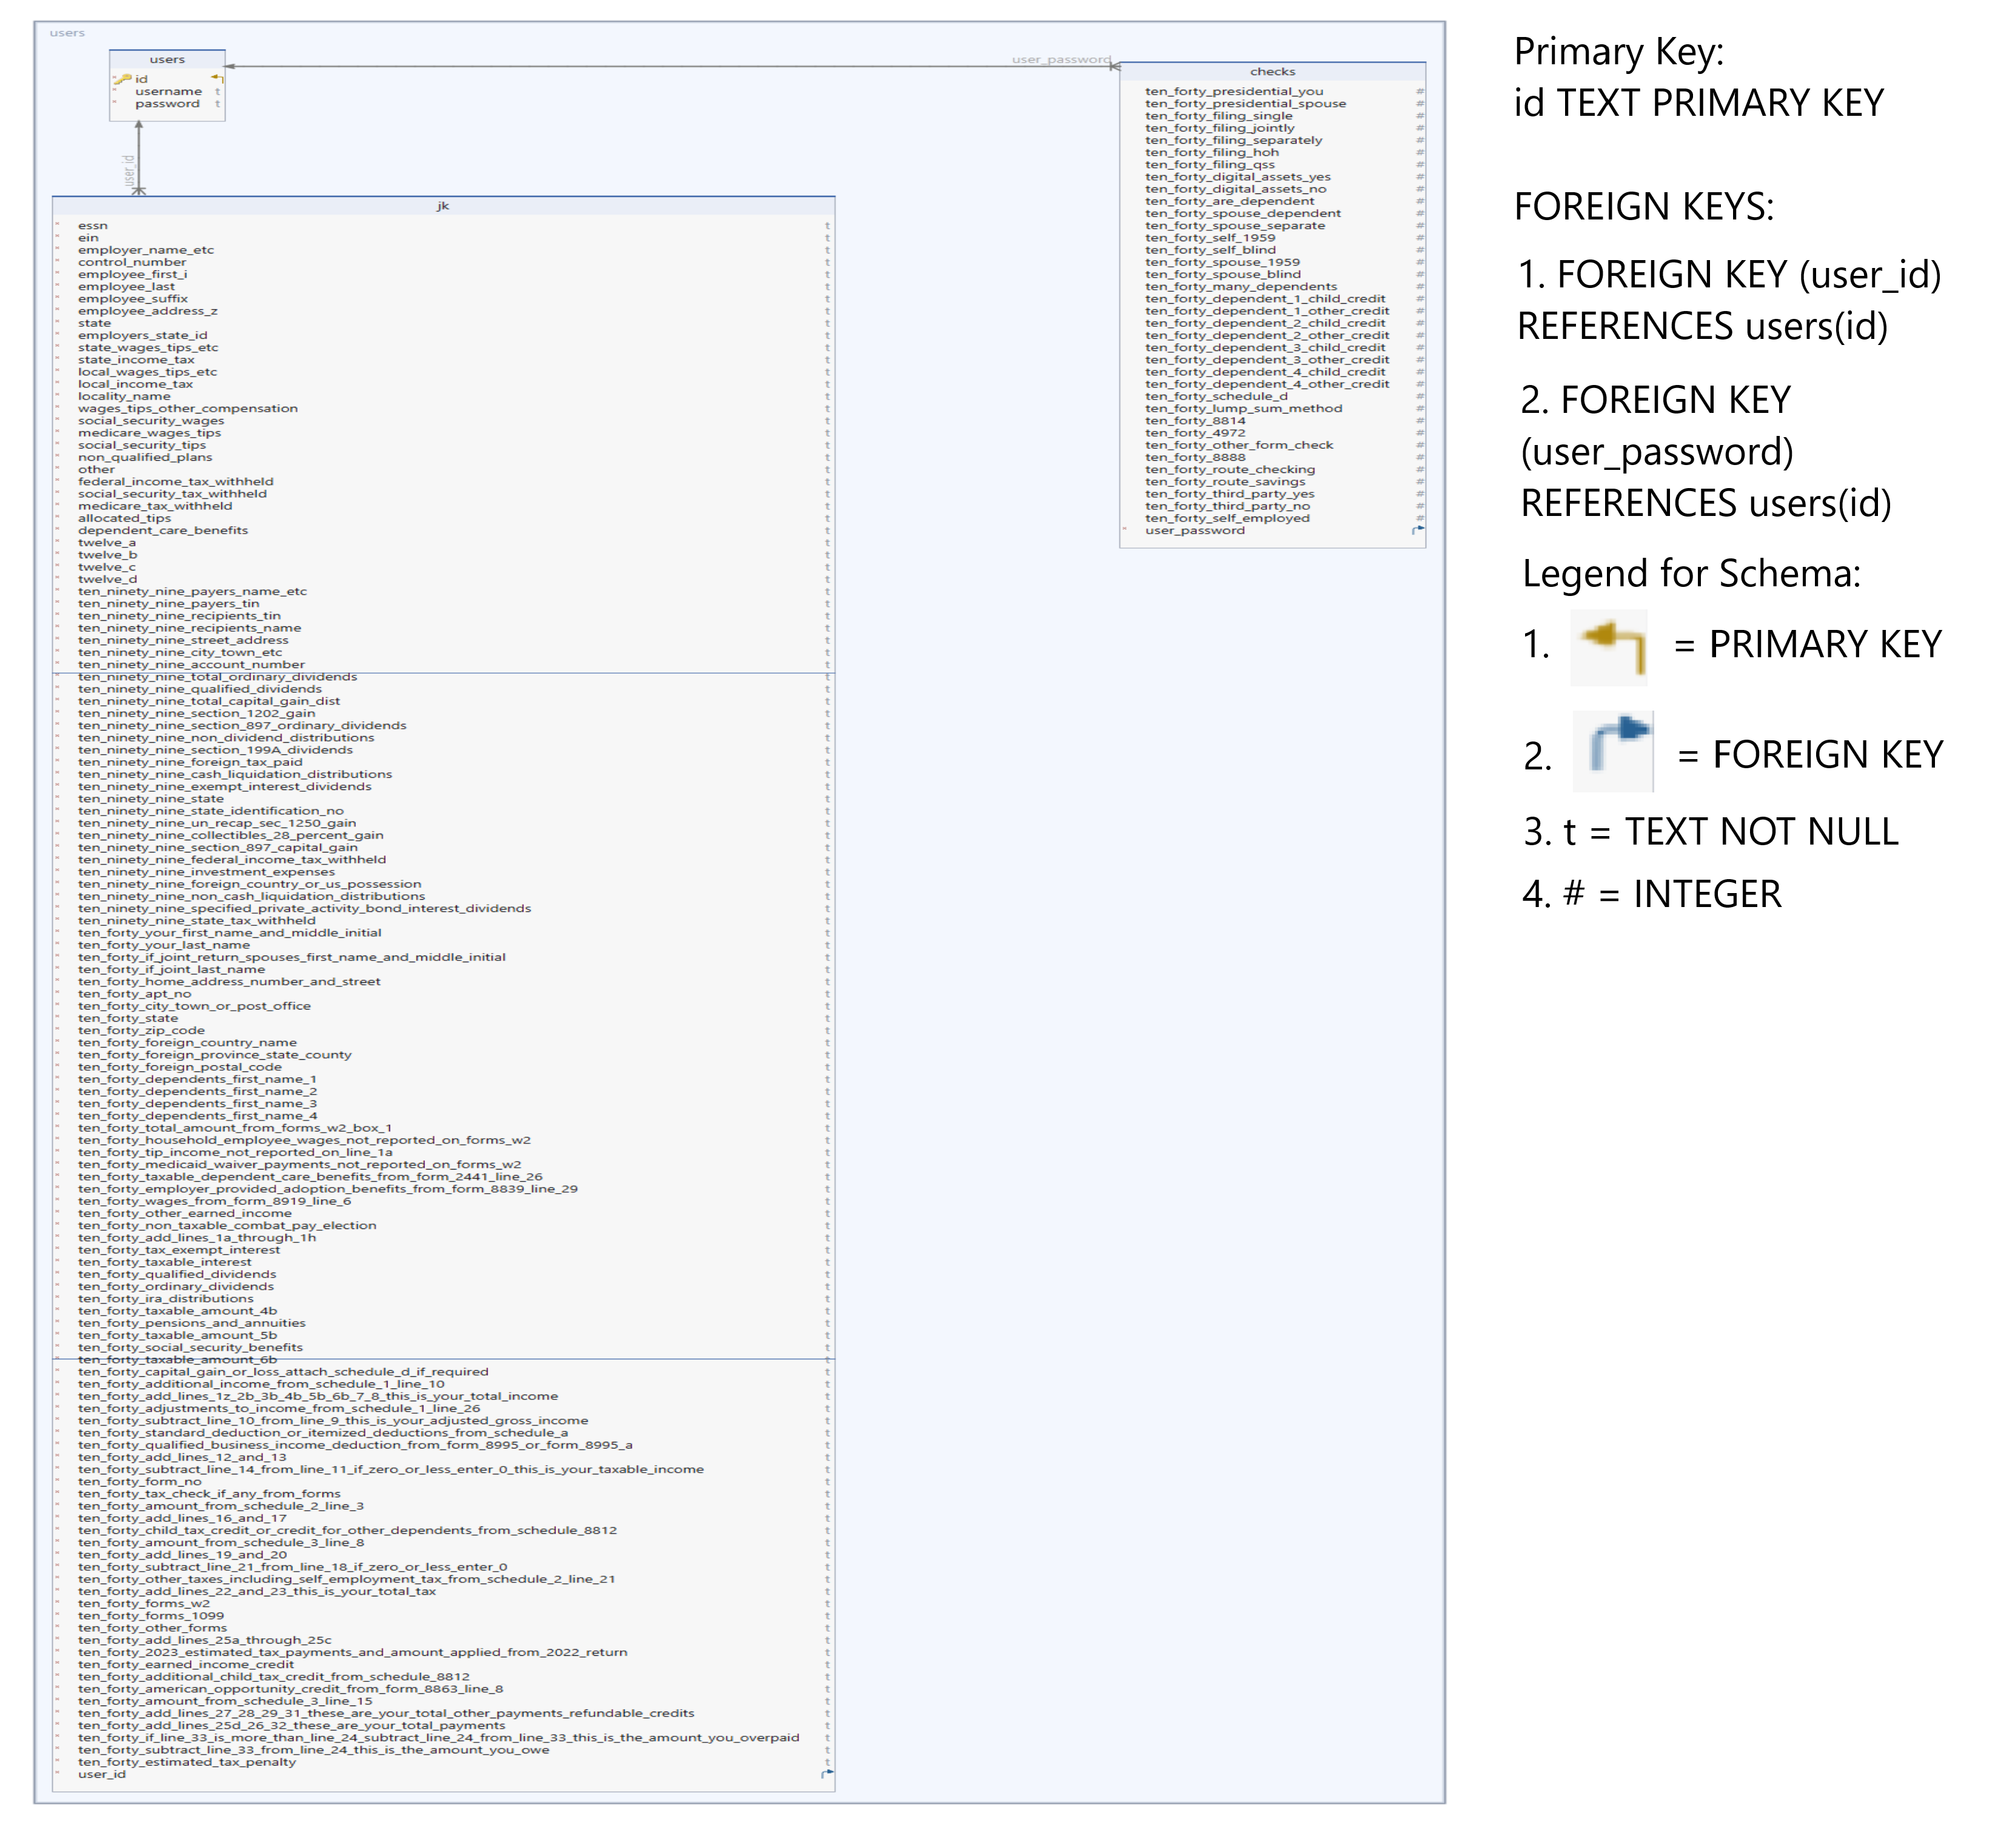 users
users
id
username t
password t
user_password
user_id
checks
ten_forty_presidential_you #
ten_forty_presidential_spouse #
ten_forty_filing_single #
ten_forty_filing_jointly #
ten_forty_filing_separately #
ten_forty_filing_hoh #
ten_forty_filing_qss #
ten_forty_digital_assets_yes #
ten_forty_digital_assets_no #
ten_forty_are_dependent #
ten_forty_spouse_dependent #
ten_forty_spouse_separate #
ten_forty_self_1959 #
ten_forty_self_blind #
ten_forty_spouse_1959 #
ten_forty_spouse_blind #
ten_forty_many_dependents #
ten_forty_dependent_1_child_credit #
ten_forty_dependent_1_other_credit #
ten_forty_dependent_2_child_credit #
ten_forty_dependent_2_other_credit #
ten_forty_dependent_3_child_credit #
ten_forty_dependent_3_other_credit #
ten_forty_dependent_4_child_credit #
ten_forty_dependent_4_other_credit #
ten_forty_schedule_d #
ten_forty_lump_sum_method #
ten_forty_8814 #
ten_forty_4972 #
ten_forty_other_form_check #
ten_forty_8888 #
ten_forty_route_checking #
ten_forty_route_savings #
ten_forty_third_party_yes #
ten_forty_third_party_no #
ten_forty_self_employed #
user_password
jk
essn t
ein t
employer_name_etc t
control_number t
employee_first_i t
employee_last t
employee_suffix t
employee_address_z t
state t
employers_state_id t
state_wages_tips_etc t
state_income_tax t
local_wages_tips_etc t
local_income_tax t
locality_name t
wages_tips_other_compensation t
social_security_wages t
medicare_wages_tips t
social_security_tips t
non_qualified_plans t
other t
federal_income_tax_withheld t
social_security_tax_withheld t
medicare_tax_withheld t
allocated_tips t
dependent_care_benefits t
twelve_a t
twelve_b t
twelve_c t
twelve_d t
ten_ninety_nine_payers_name_etc t
ten_ninety_nine_payers_tin t
ten_ninety_nine_recipients_tin t
ten_ninety_nine_recipients_name t
ten_ninety_nine_street_address t
ten_ninety_nine_city_town_etc t
ten_ninety_nine_account_number t
ten_ninety_nine_total_ordinary_dividends t
ten_ninety_nine_qualified_dividends t
ten_ninety_nine_total_capital_gain_dist t
ten_ninety_nine_section_1202_gain t
ten_ninety_nine_section_897_ordinary_dividends t
ten_ninety_nine_non_dividend_distributions t
ten_ninety_nine_section_199A_dividends t
ten_ninety_nine_foreign_tax_paid t
ten_ninety_nine_cash_liquidation_distributions t
ten_ninety_nine_exempt_interest_dividends t
ten_ninety_nine_state t
ten_ninety_nine_state_identification_no t
ten_ninety_nine_un_recap_sec_1250_gain t
ten_ninety_nine_collectibles_28_percent_gain t
ten_ninety_nine_section_897_capital_gain t
ten_ninety_nine_federal_income_tax_withheld t
ten_ninety_nine_investment_expenses t
ten_ninety_nine_foreign_country_or_us_possession t
ten_ninety_nine_non_cash_liquidation_distributions t
ten_ninety_nine_specified_private_activity_bond_interest_dividends t
ten_ninety_nine_state_tax_withheld t
ten_forty_your_first_name_and_middle_initial t
ten_forty_your_last_name t
ten_forty_if_joint_return_spouses_first_name_and_middle_initial t
ten_forty_if_joint_last_name t
ten_forty_home_address_number_and_street t
ten_forty_apt_no t
ten_forty_city_town_or_post_office t
ten_forty_state t
ten_forty_zip_code t
ten_forty_foreign_country_name t
ten_forty_foreign_province_state_county t
ten_forty_foreign_postal_code t
ten_forty_dependents_first_name_1 t
ten_forty_dependents_first_name_2 t
ten_forty_dependents_first_name_3 t
ten_forty_dependents_first_name_4 t
ten_forty_total_amount_from_forms_w2_box_1 t
ten_forty_household_employee_wages_not_reported_on_forms_w2 t
ten_forty_tip_income_not_reported_on_line_1a t
ten_forty_medicaid_waiver_payments_not_reported_on_forms_w2 t
ten_forty_taxable_dependent_care_benefits_from_form_2441_line_26 t
ten_forty_employer_provided_adoption_benefits_from_form_8839_line_29 t
ten_forty_wages_from_form_8919_line_6 t
ten_forty_other_earned_income t
ten_forty_non_taxable_combat_pay_election t
ten_forty_add_lines_1a_through_1h t
ten_forty_tax_exempt_interest t
ten_forty_taxable_interest t
ten_forty_qualified_dividends t
ten_forty_ordinary_dividends t
ten_forty_ira_distributions t
ten_forty_taxable_amount_4b t
ten_forty_pensions_and_annuities t
ten_forty_taxable_amount_5b t
ten_forty_social_security_benefits t
ten_forty_taxable_amount_6b t
ten_forty_capital_gain_or_loss_attach_schedule_d_if_required t
ten_forty_additional_income_from_schedule_1_line_10 t
ten_forty_add_lines_1z_2b_3b_4b_5b_6b_7_8_this_is_your_total_income t
ten_forty_adjustments_to_income_from_schedule_1_line_26 t
ten_forty_subtract_line_10_from_line_9_this_is_your_adjusted_gross_income t
ten_forty_standard_deduction_or_itemized_deductions_from_schedule_a t
ten_forty_qualified_business_income_deduction_from_form_8995_or_form_8995_a t
ten_forty_add_lines_12_and_13 t
ten_forty_subtract_line_14_from_line_11_if_zero_or_less_enter_0_this_is_your_taxable_income t
ten_forty_form_no t
ten_forty_tax_check_if_any_from_forms t
ten_forty_amount_from_schedule_2_line_3 t
ten_forty_add_lines_16_and_17 t
ten_forty_child_tax_credit_or_credit_for_other_dependents_from_schedule_8812 t
ten_forty_amount_from_schedule_3_line_8 t
ten_forty_add_lines_19_and_20 t
ten_forty_subtract_line_21_from_line_18_if_zero_or_less_enter_0 t
ten_forty_other_taxes_including_self_employment_tax_from_schedule_2_line_21 t
ten_forty_add_lines_22_and_23_this_is_your_total_tax t
ten_forty_forms_w2 t
ten_forty_forms_1099 t
ten_forty_other_forms t
ten_forty_add_lines_25a_through_25c t
ten_forty_2023_estimated_tax_payments_and_amount_applied_from_2022_return t
ten_forty_earned_income_credit t
ten_forty_additional_child_tax_credit_from_schedule_8812 t
ten_forty_american_opportunity_credit_from_form_8863_line_8 t
ten_forty_amount_from_schedule_3_line_15 t
ten_forty_add_lines_27_28_29_31_these_are_your_total_other_payments_refundable_credits t
ten_forty_add_lines_25d_26_32_these_are_your_total_payments t
ten_forty_if_line_33_is_more_than_line_24_subtract_line_24_from_line_33_this_is_the_amount_you_overpaid t
ten_forty_subtract_line_33_from_line_24_this_is_the_amount_you_owe t
ten_forty_estimated_tax_penalty t
user_id
Primary Key:
id TEXT PRIMARY KEY
FOREIGN KEYS:
1. FOREIGN KEY (user_id)
REFERENCES users(id)
2. FOREIGN KEY
(user_password)
REFERENCES users(id)
Legend for Schema:
1. = PRIMARY KEY
2. = FOREIGN KEY
3. t = TEXT NOT NULL
4. # = INTEGER